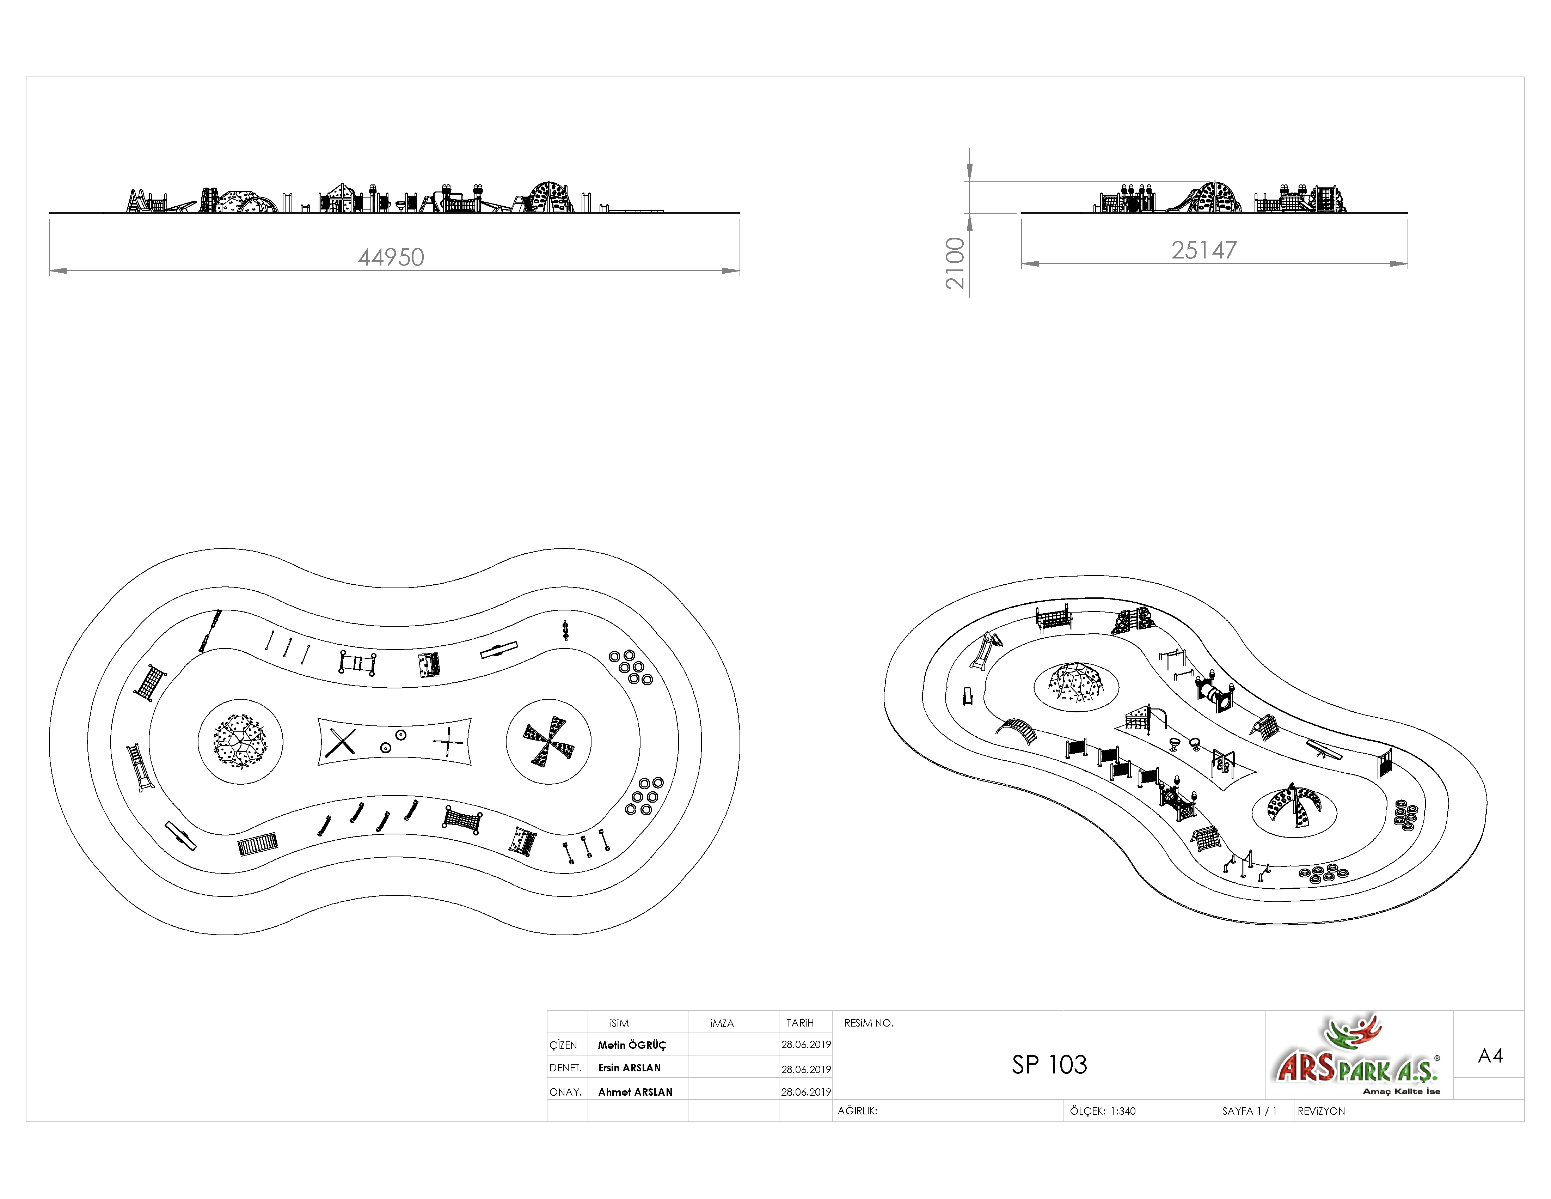 44950
2100
25147
İSİM
İMZA
TARİH
RESİM NO.
ÇİZEN
Metin ÖGRÜÇ
28.06.2019
DENET.
Ersin ARSLAN
28.06.2019
ONAY.
Ahmet ARSLAN
28.06.2019
SP 103
ARSPARK A.Ş.®
Amaç Kalite İse
A4
AĞIRLIK:
ÖLÇEK: 1:340
SAYFA 1 / 1
REVİZYON